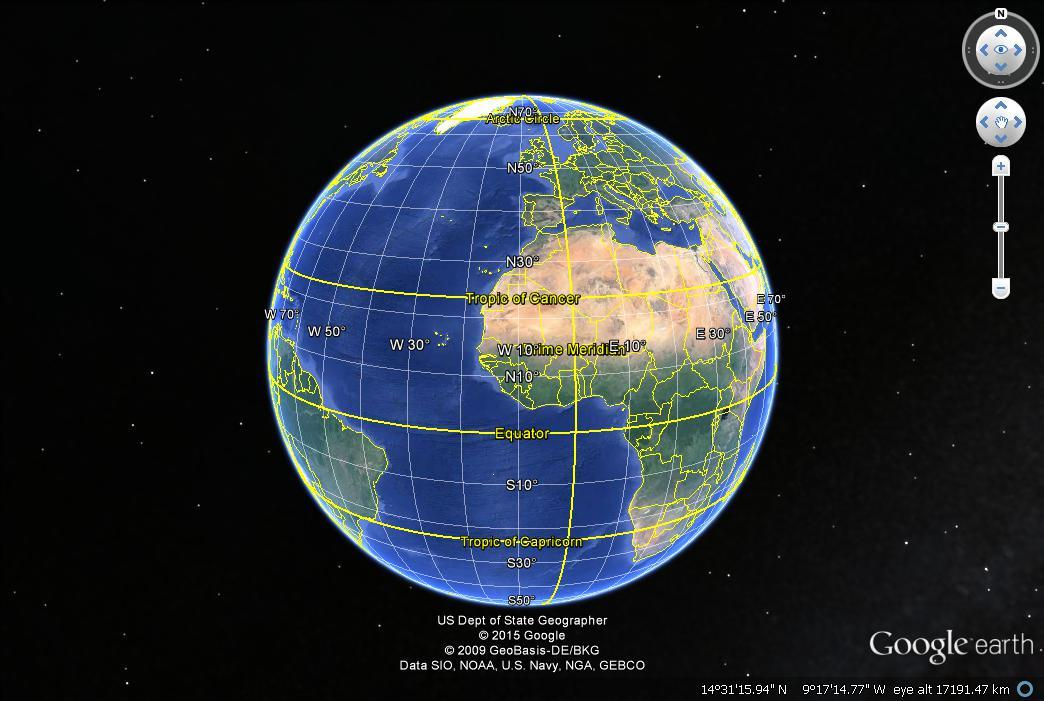 N
N70°
Arctic Circle
N50°
N30°
Tropic of Cancer
E 70°
W 70°
E 50°
W 50°
E 30°
W 30°
W 10°
Prime Meridian
E 10°
N10°
Equator
S10°
Tropic of Capricorn
S30°
S50°
US Dept of State Geographer
© 2015 Google
© 2009 GeoBasis-DE/BKG
Data SIO, NOAA, U.S. Navy, NGA, GEBCO
Google earth
14°31'15.94" N 9°17'14.77" W eye alt 17191.47 km